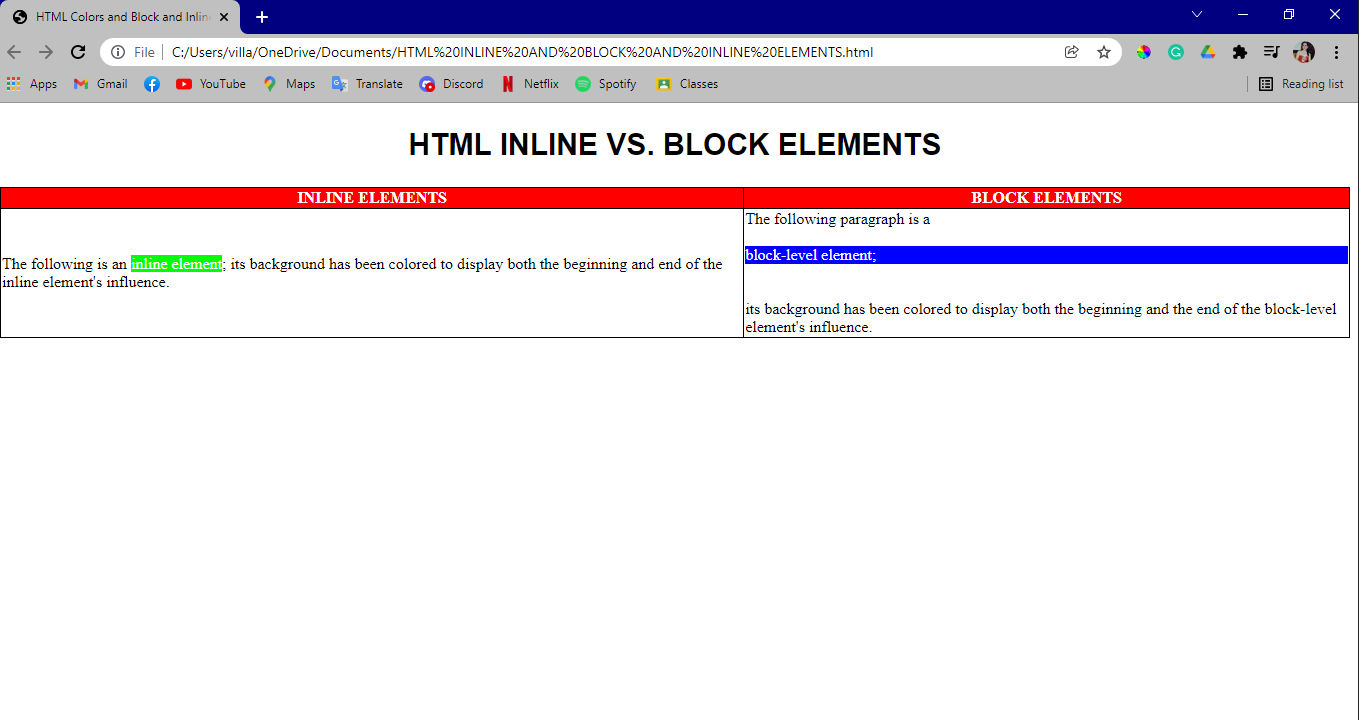 HTML Colors and Block and Inlin
File
C:/Users/villa/OneDrive/Documents/HTML%20INLINE%20AND%20BLOCK%20AND%20INLINE%20ELEMENTS.html
Apps Gmail YouTube Maps Translate Discord Netflix Spotify Classes Reading list
HTML INLINE VS. BLOCK ELEMENTS
INLINE ELEMENTS
The following is an inline element; its background has been colored to display both the beginning and end of the
inline element's influence.
BLOCK ELEMENTS
The following paragraph is a
block-level element;
its background has been colored to display both the beginning and the end of the block-level
element's influence.